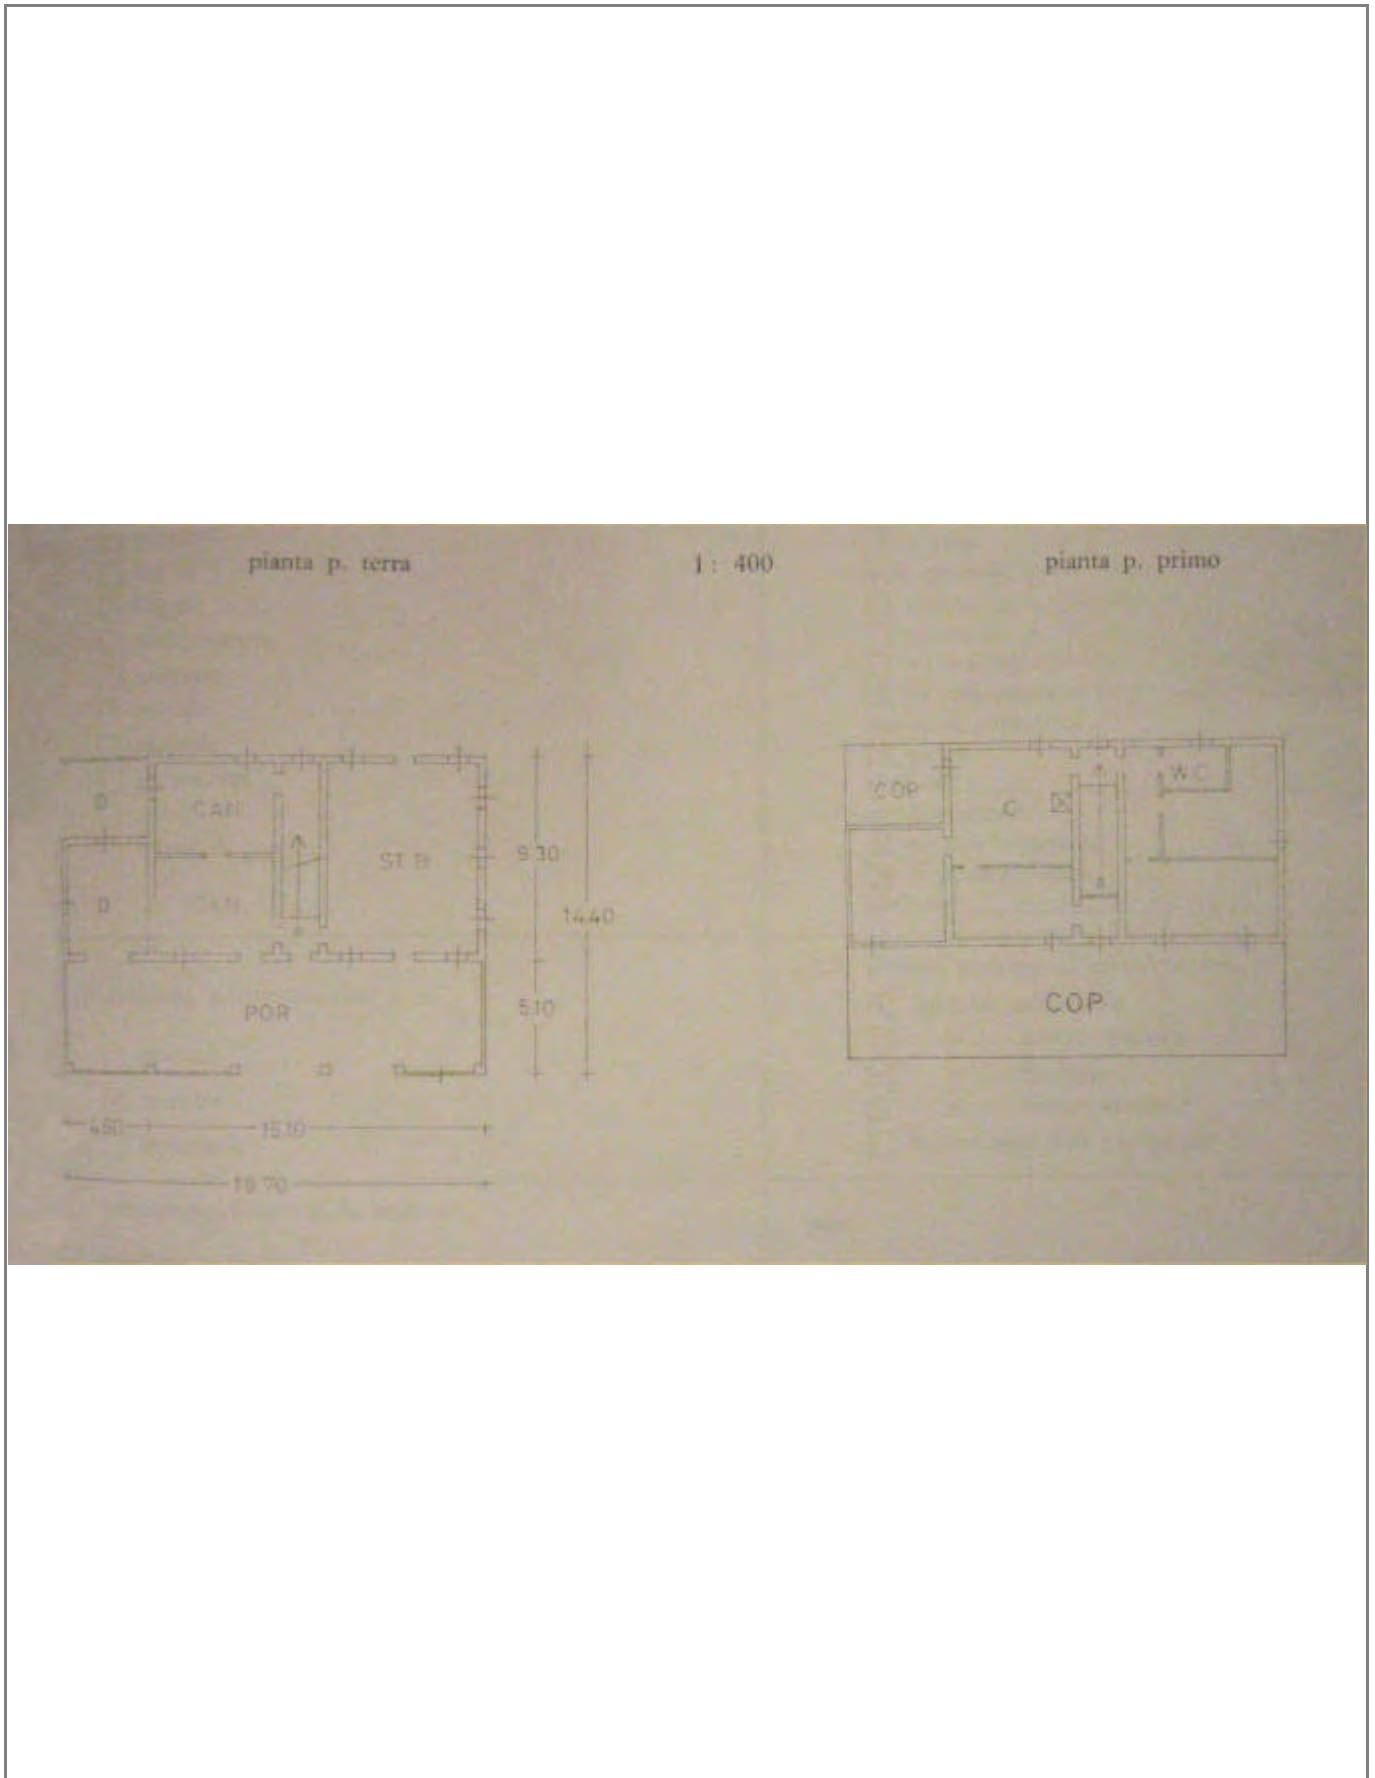 pianta p. terra
1 : 400
pianta p. primo
D
CAN
ST B
D
CAN
POR
9.30
14.40
5.10
4.60
15.10
19.70
COP
C
W.C
COP